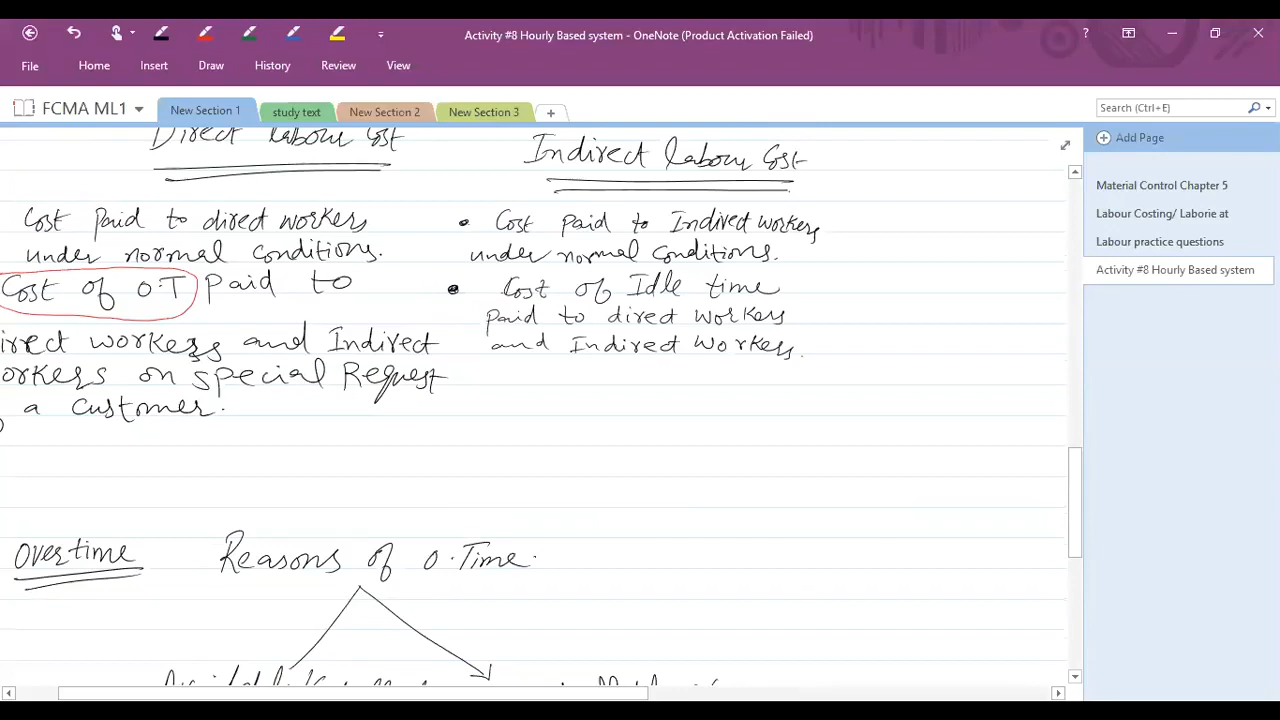 Activity #8 Hourly Based system - OneNote (Product Activation Failed)
File Home Insert Draw History Review View
FCMA ML1 New Section 1 study text New Section 2 New Section 3
Search (Ctrl+E)
Add Page
Material Control Chapter 5
Labour Costing/ Laborie at
Labour practice questions
Activity #8 Hourly Based system
Direct labour Cost
Cost Paid to direct workers
under normal Conditions.
Cost of O.T Paid to
irect workers and Indirect
orkers on special Request
a Customer.
Indirect labour Cost
• Cost Paid to Indirect workers
under normal Conditions.
• Cost of Idle time
Paid to direct workers
and Indirect workers.
Overtime Reasons of O.Time.